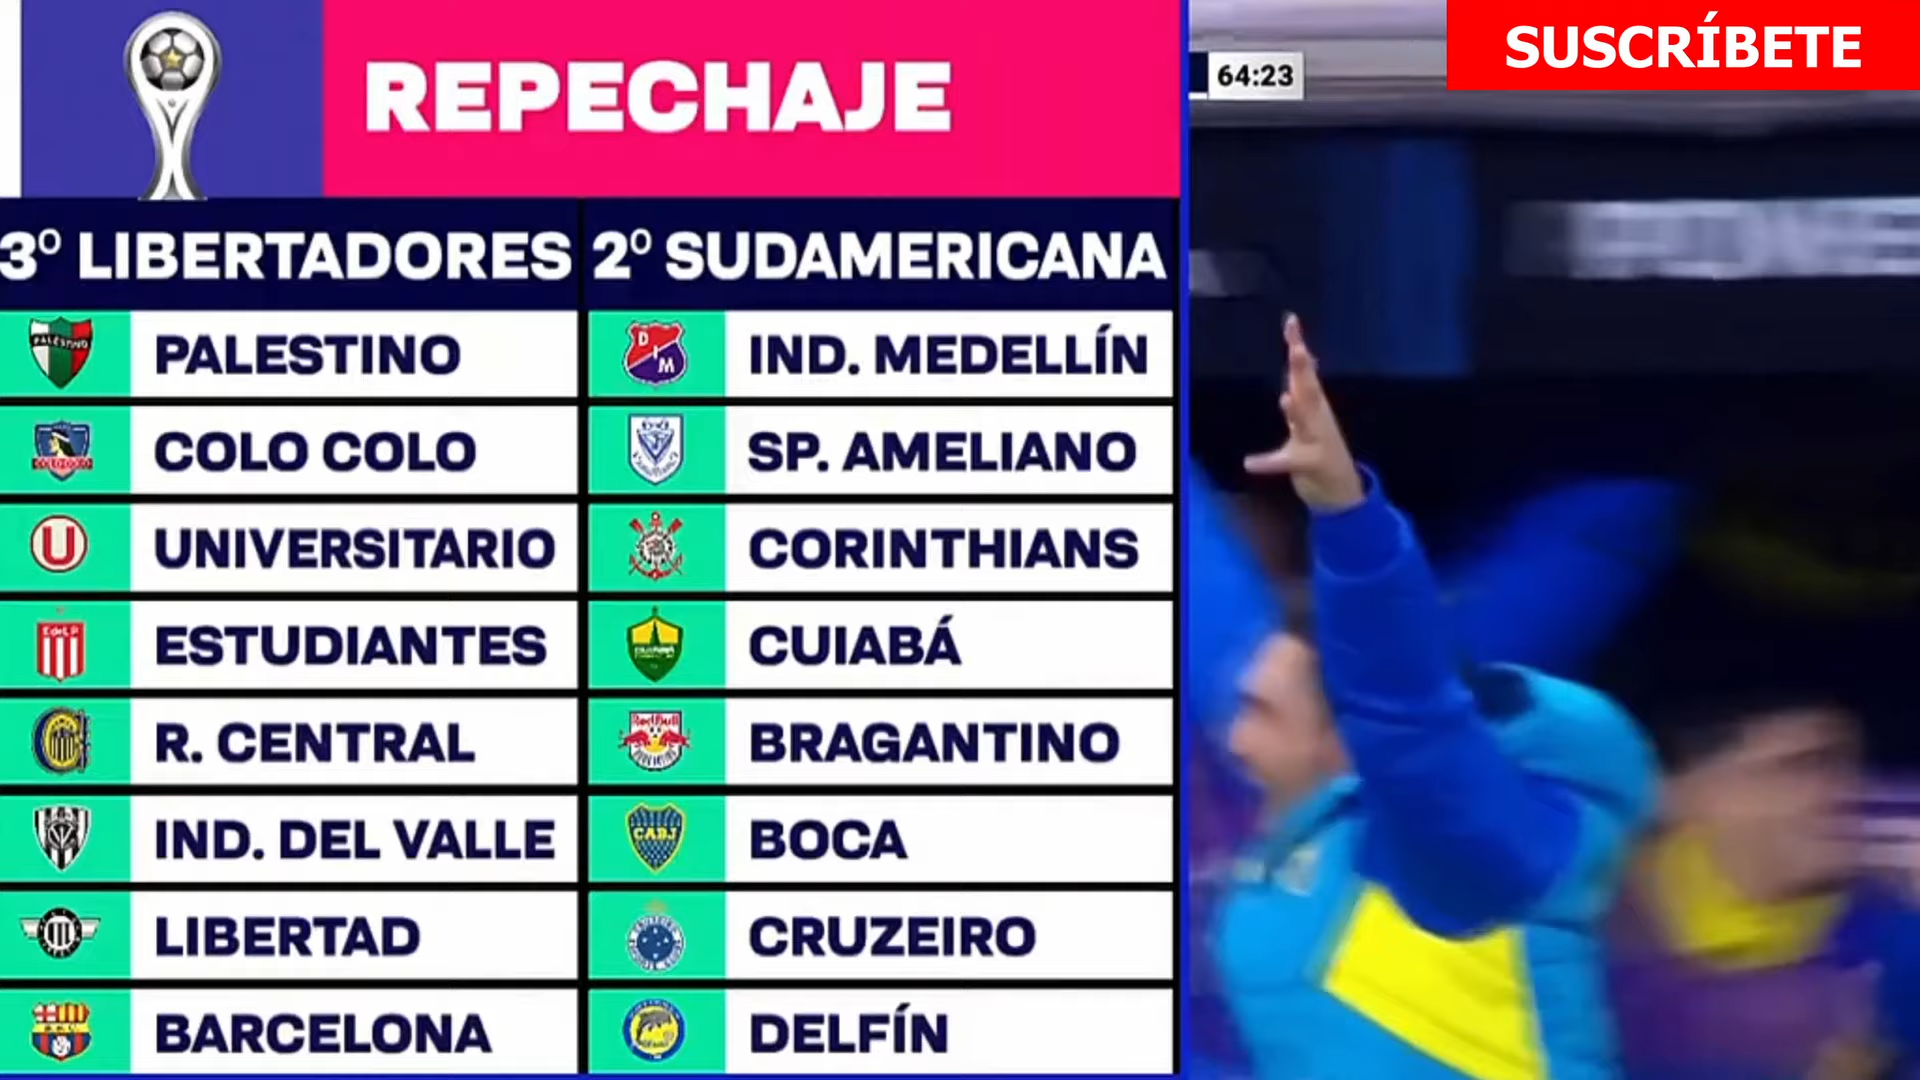 REPECHAJE
SUSCRÍBETE
64:23
3º LIBERTADORES 2º SUDAMERICANA
PALESTINO IND. MEDELLÍN
COLO COLO SP. AMELIANO
UNIVERSITARIO CORINTHIANS
ESTUDIANTES CUIABÁ
R. CENTRAL BRAGANTINO
IND. DEL VALLE BOCA
LIBERTAD CRUZEIRO
BARCELONA DELFÍN